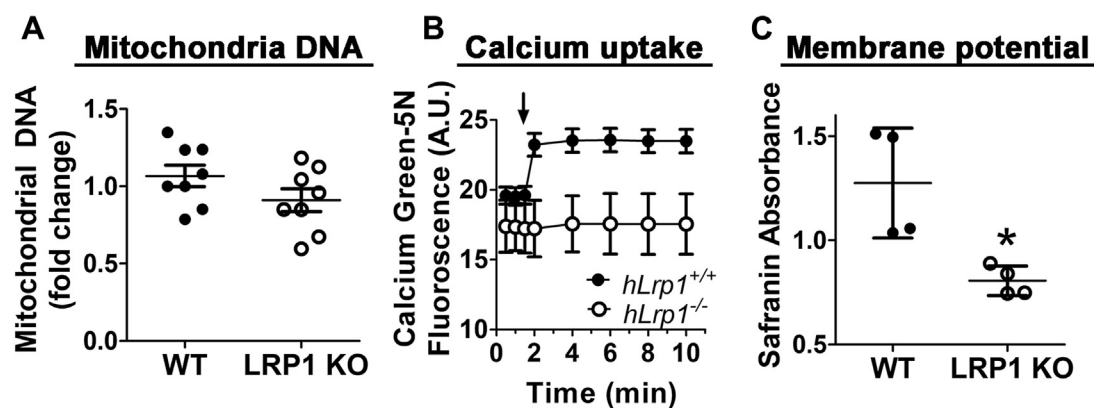 A
Mitochondria DNA
Mitochondrial DNA
(fold change)
1.5
1.0
0.5
0.0
WT
LRP1 KO
B
Calcium uptake
Calcium Green-5N
Fluoroscence (A.U.)
25
20
15
10
hLrp1+/+
hLrp1-/-
0
2
4
6
8
10
Time (min)
C
Membrane potential
Safranin Absorbance
1.5
1.0
0.5
*
WT
LRP1 KO